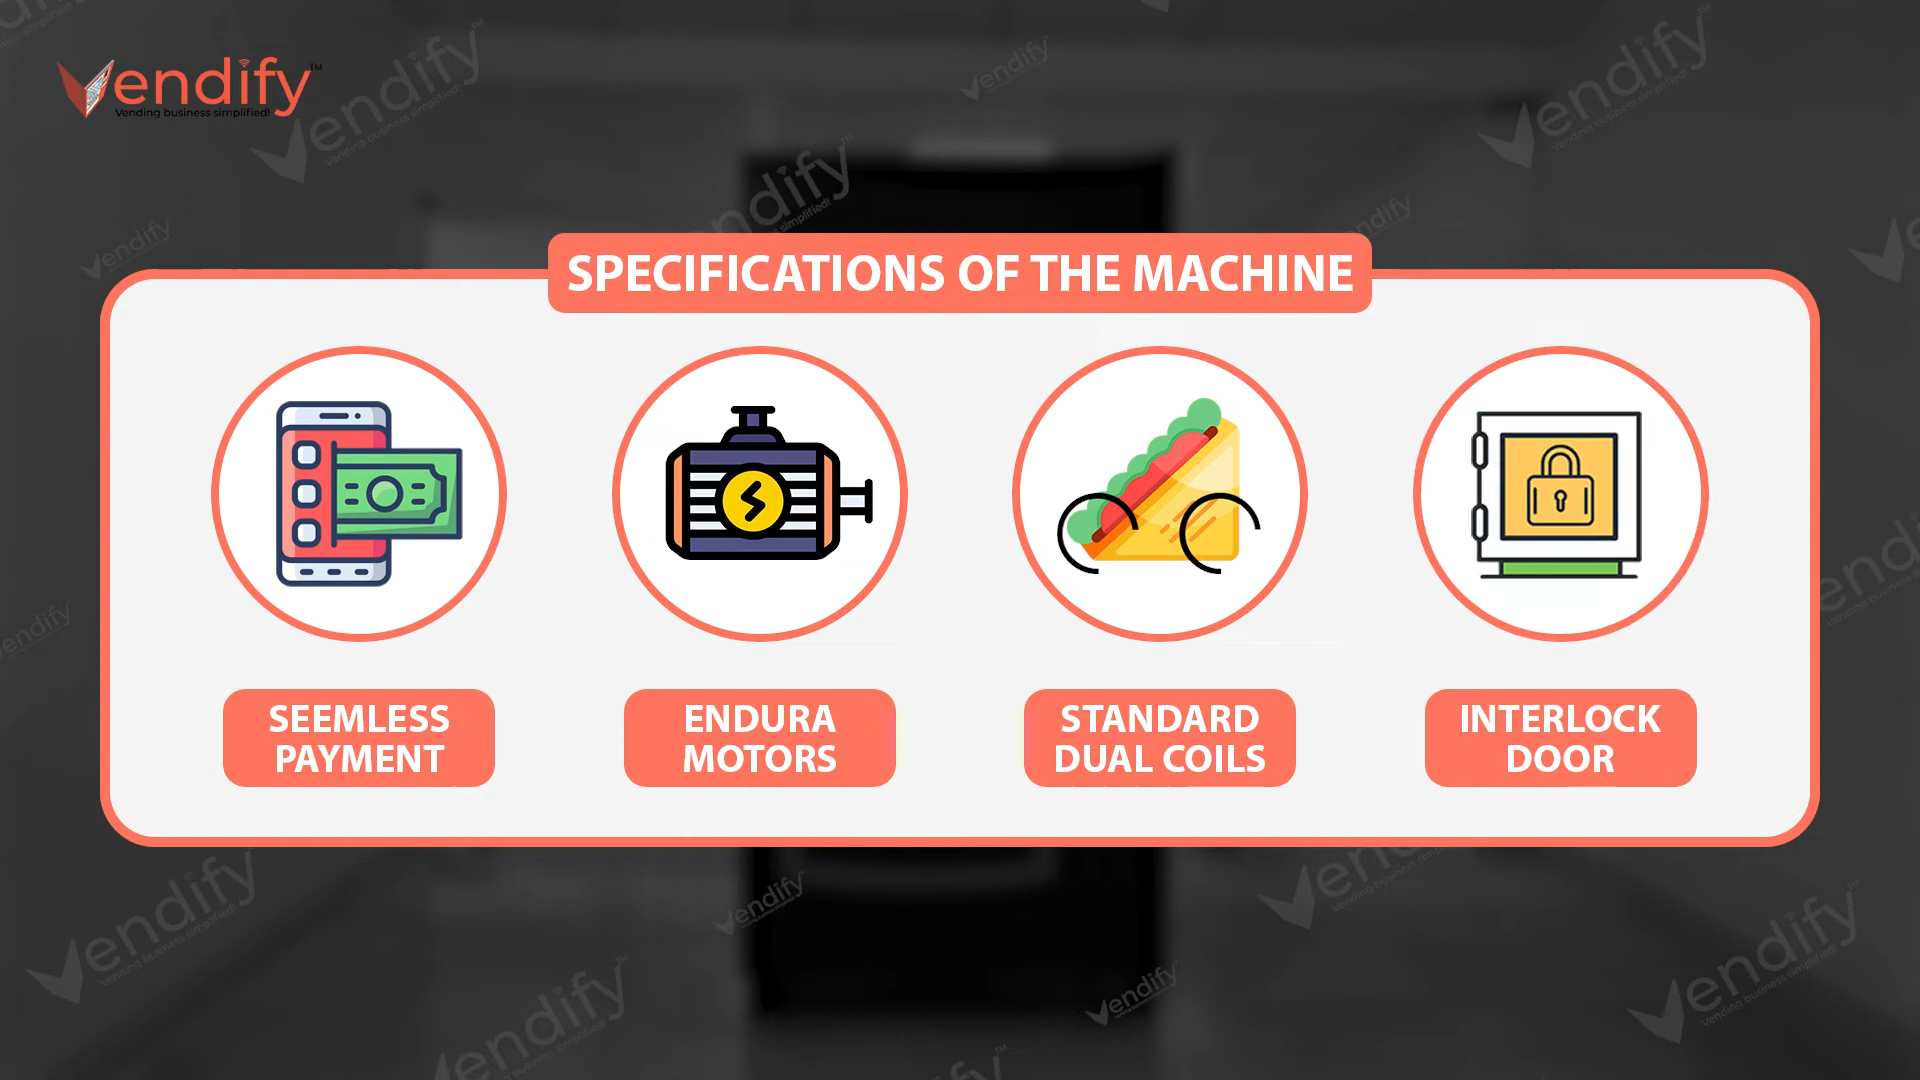 Vendify™
Vending business simplified!
SPECIFICATIONS OF THE MACHINE
SEEMLESS
PAYMENT
ENDURA
MOTORS
STANDARD
DUAL COILS
INTERLOCK
DOOR